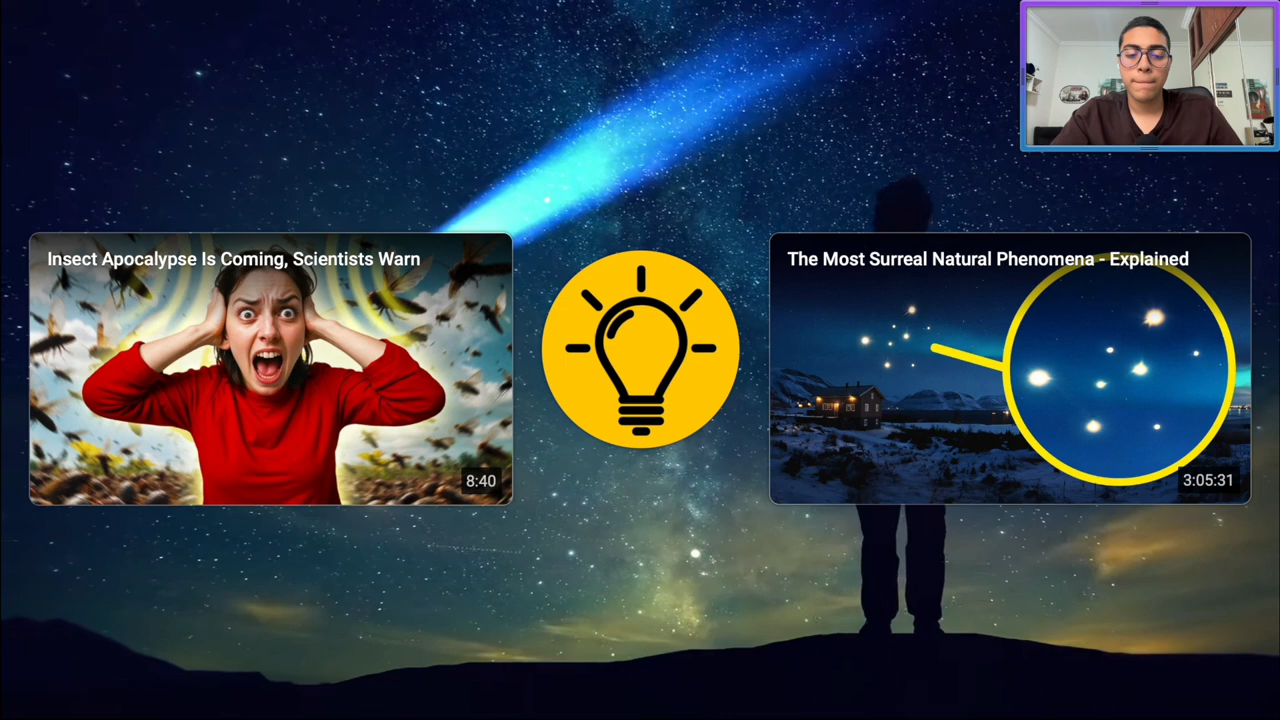 Insect Apocalypse Is Coming, Scientists Warn
8:40
The Most Surreal Natural Phenomena - Explained
3:05:31